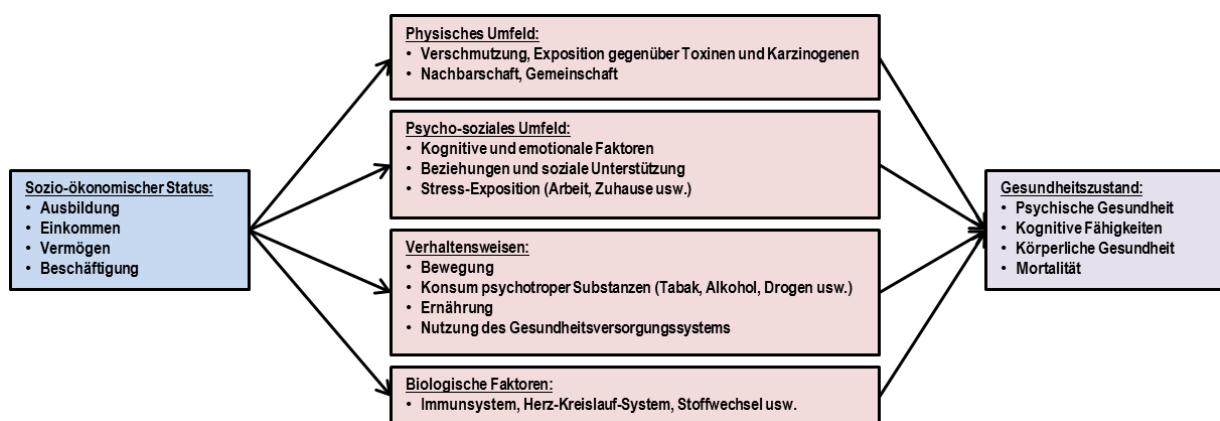 Sozio-ökonomischer Status:
• Ausbildung
• Einkommen
• Vermögen
• Beschäftigung
Physisches Umfeld:
• Verschmutzung, Exposition gegenüber Toxinen und Karzinogenen
• Nachbarschaft, Gemeinschaft
Psycho-soziales Umfeld:
• Kognitive und emotionale Faktoren
• Beziehungen und soziale Unterstützung
• Stress-Exposition (Arbeit, Zuhause usw.)
Verhaltensweisen:
• Bewegung
• Konsum psychotroper Substanzen (Tabak, Alkohol, Drogen usw.)
• Ernährung
• Nutzung des Gesundheitsversorgungssystems
Biologische Faktoren:
• Immunsystem, Herz-Kreislauf-System, Stoffwechsel usw.
Gesundheitszustand:
• Psychische Gesundheit
• Kognitive Fähigkeiten
• Körperliche Gesundheit
• Mortalität